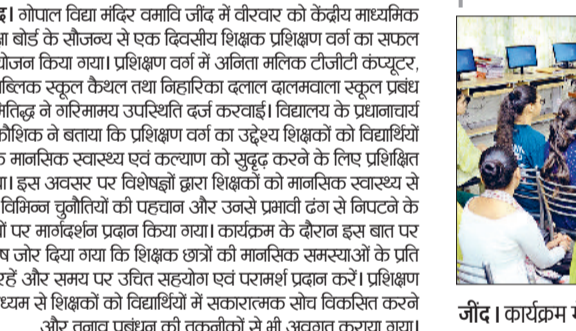 द। गोपाल विद्या मंदिर वमावि जींद में वीरवार को केंद्रीय माध्यमिक
क्षा बोर्ड के सौजन्य से एक दिवसीय शिक्षक प्रशिक्षण वर्ग का सफल
योजन किया गया। प्रशिक्षण वर्ग में अनिता मलिक टीजीटी कंप्यूटर,
ब्लिक स्कूल कैथल तथा निहारिका दलाल दालमवाला स्कूल प्रबंध
मतिद्ध ने गरिमामय उपस्थिति दर्ज करवाई। विद्यालय के प्रधानाचार्य
कौशिक ने बताया कि प्रशिक्षण वर्ग का उद्देश्य शिक्षकों को विद्यार्थियों
के मानसिक स्वास्थ्य एवं कल्याण को सुदृढ़ करने के लिए प्रशिक्षित
ा। इस अवसर पर विशेषज्ञों द्वारा शिक्षकों को मानसिक स्वास्थ्य से
विभिन्न चुनौतियों की पहचान और उनसे प्रभावी ढंग से निपटने के
ों पर मार्गदर्शन प्रदान किया गया। कार्यक्रम के दौरान इस बात पर
ष जोर दिया गया कि शिक्षक छात्रों की मानसिक समस्याओं के प्रति
रहें और समय पर उचित सहयोग एवं परामर्श प्रदान करें। प्रशिक्षण
ध्यम से शिक्षकों को विद्यार्थियों में सकारात्मक सोच विकसित करने
और तनाव प्रबंधन की तकनीकों से भी अवगत कराया गया।
जींद। कार्यक्रम में